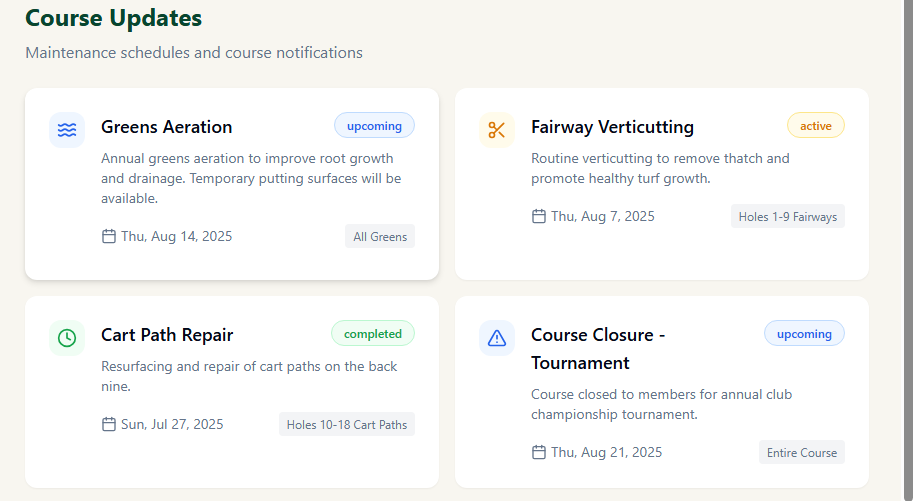 Course Updates
Maintenance schedules and course notifications
Greens Aeration
upcoming
Annual greens aeration to improve root growth
and drainage. Temporary putting surfaces will be
available.
Thu, Aug 14, 2025
All Greens
Fairway Verticutting
active
Routine verticutting to remove thatch and
promote healthy turf growth.
Thu, Aug 7, 2025
Holes 1-9 Fairways
Cart Path Repair
completed
Resurfacing and repair of cart paths on the back
nine.
Sun, Jul 27, 2025
Holes 10-18 Cart Paths
Course Closure -
Tournament
upcoming
Course closed to members for annual club
championship tournament.
Thu, Aug 21, 2025
Entire Course